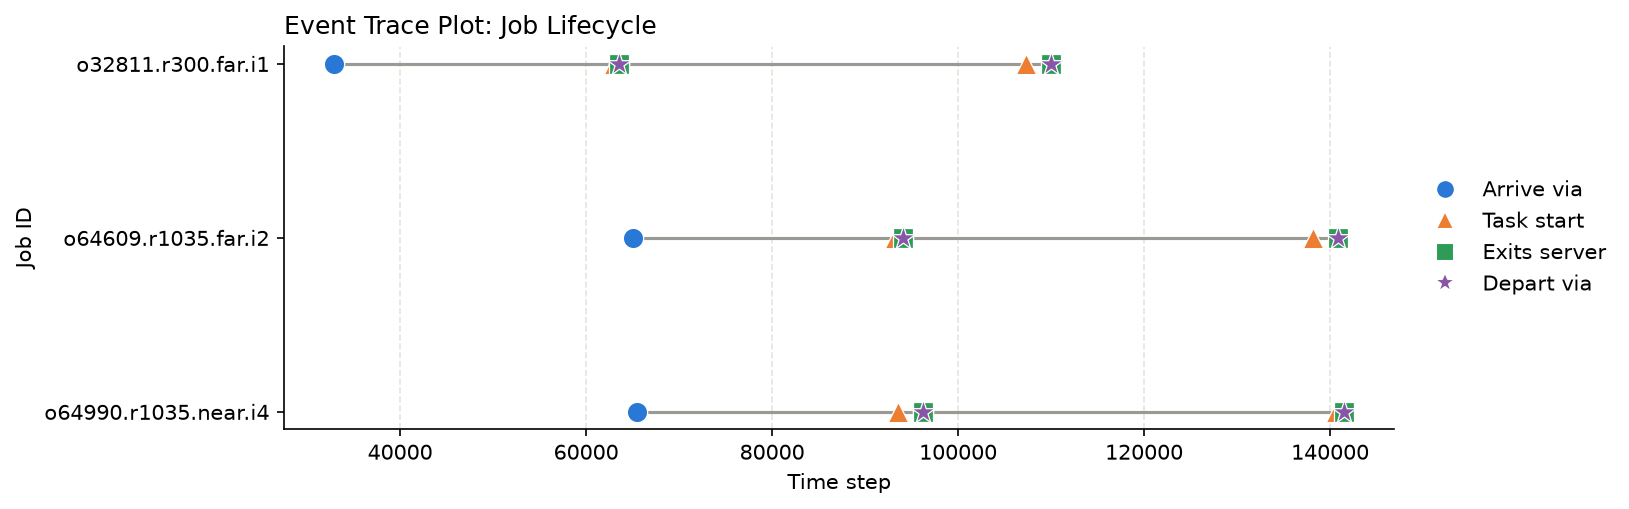 Event Trace Plot: Job Lifecycle
Job ID
o32811.r300.far.i1
o64609.r1035.far.i2
o64990.r1035.near.i4
40000
60000
80000
100000
120000
140000
Time step
Arrive via
Task start
Exits server
Depart via